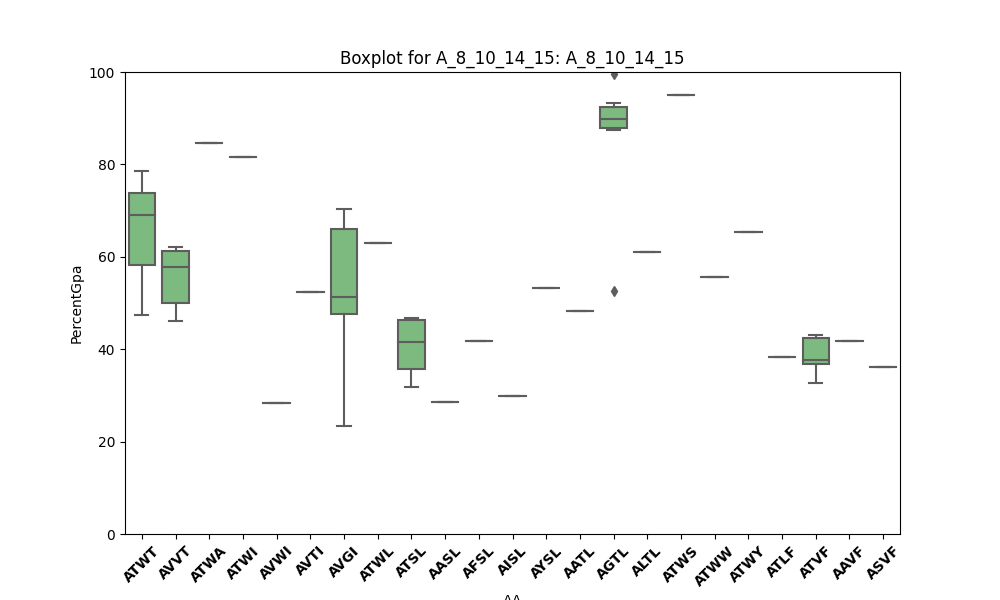 Boxplot for A_8_10_14_15: A_8_10_14_15
100
80
60
40
20
0
PercentGpa
ATWT
AVVT
ATWA
ATWI
AVWI
AVTI
AVGI
ATWL
ATSL
AASL
AFSL
AISL
AYSL
AATL
AGTL
ALTL
ATWS
ATWW
ATWY
ATLF
ATVF
AAVF
ASVF
AA